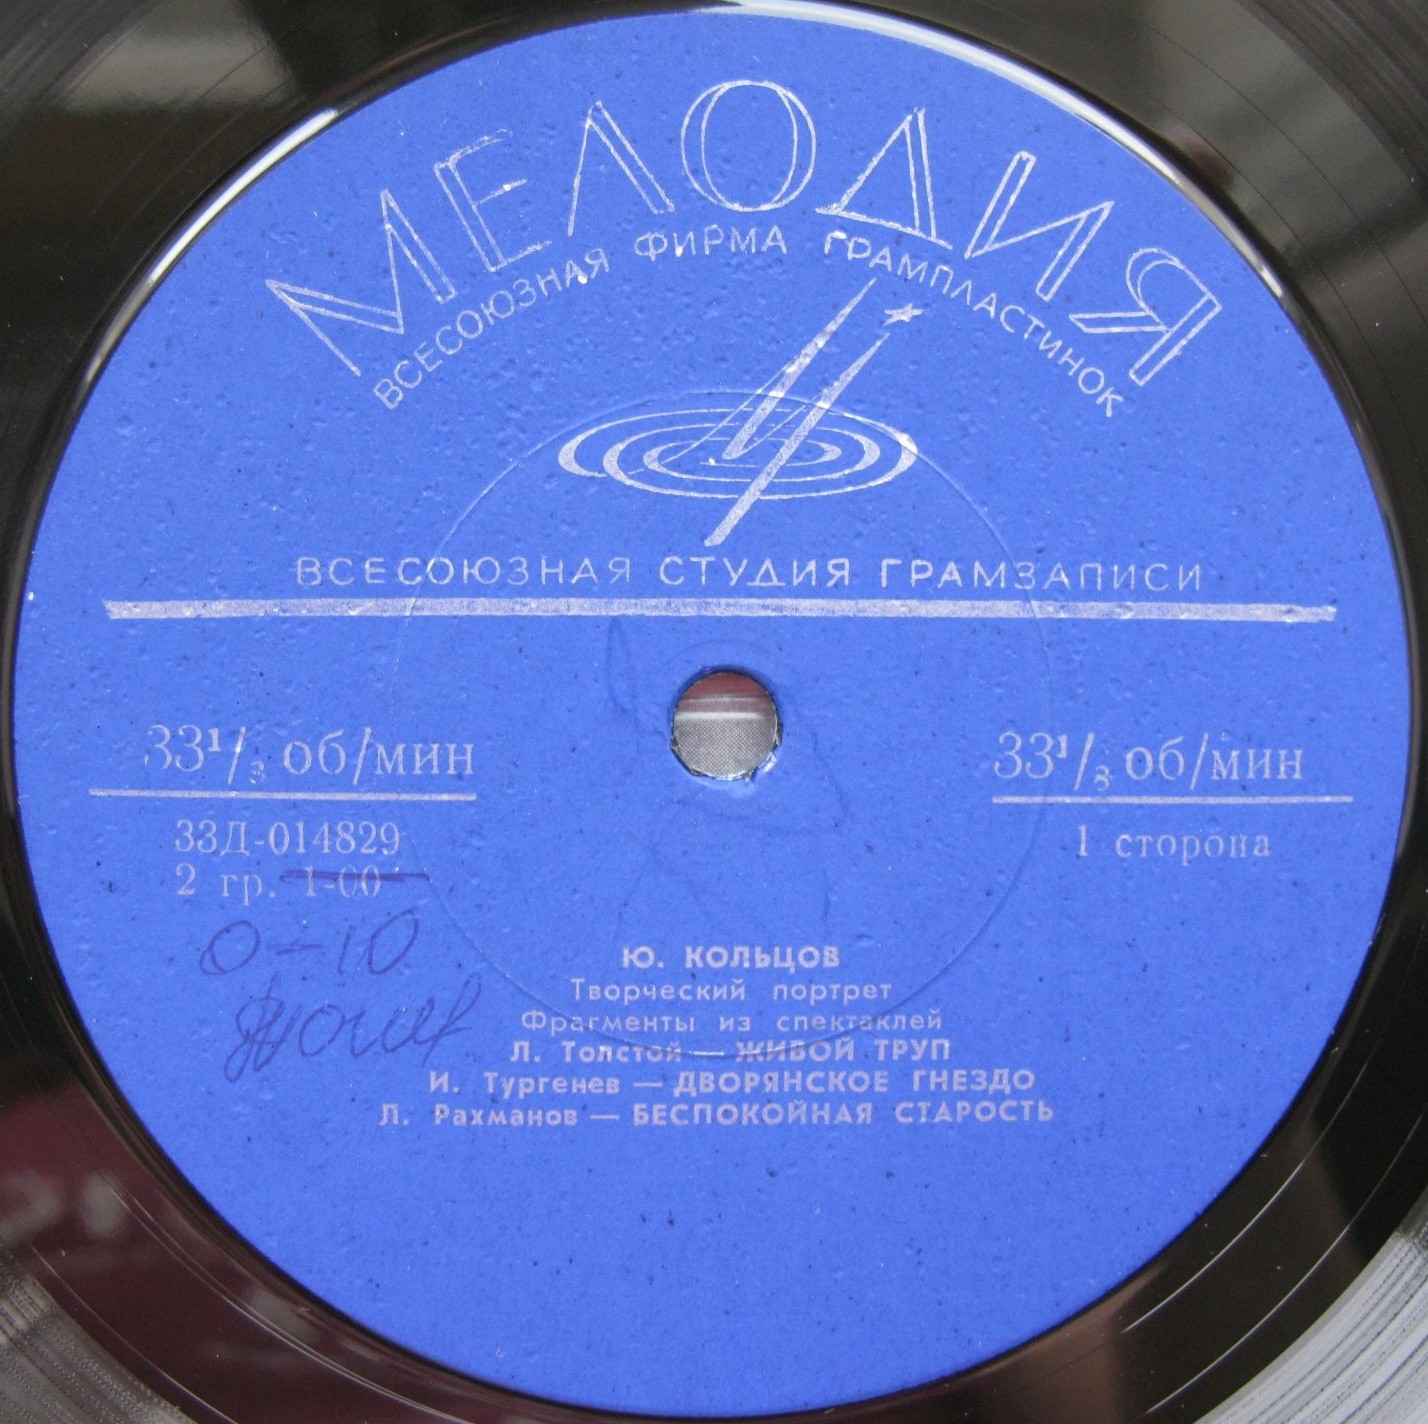 МЕЛОДИЯ
ВСЕСОЮЗНАЯ ФИРМА ГРАМПЛАСТИНОК
ВСЕСОЮЗНАЯ СТУДИЯ ГРАМЗАПИСИ
33¹/₃ об/мин
33¹/₃ об/мин
33Д-014829
1 сторона
2 гр. 1-00
0-10
Ю. КОЛЬЦОВ
Творческий портрет
Фрагменты из спектаклей
Л. Толстой — ЖИВОЙ ТРУП
И. Тургенев — ДВОРЯНСКОЕ ГНЕЗДО
Л. Рахманов — БЕСПОКОЙНАЯ СТАРОСТЬ